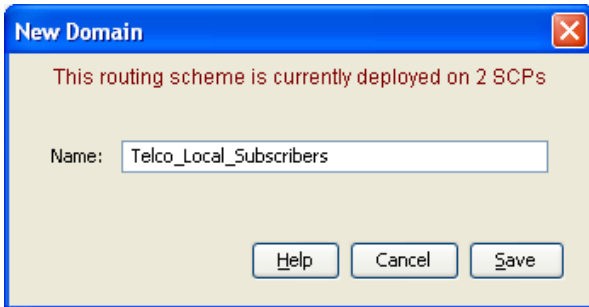 New Domain
This routing scheme is currently deployed on 2 SCPs
Name: Telco_Local_Subscribers
Help Cancel Save